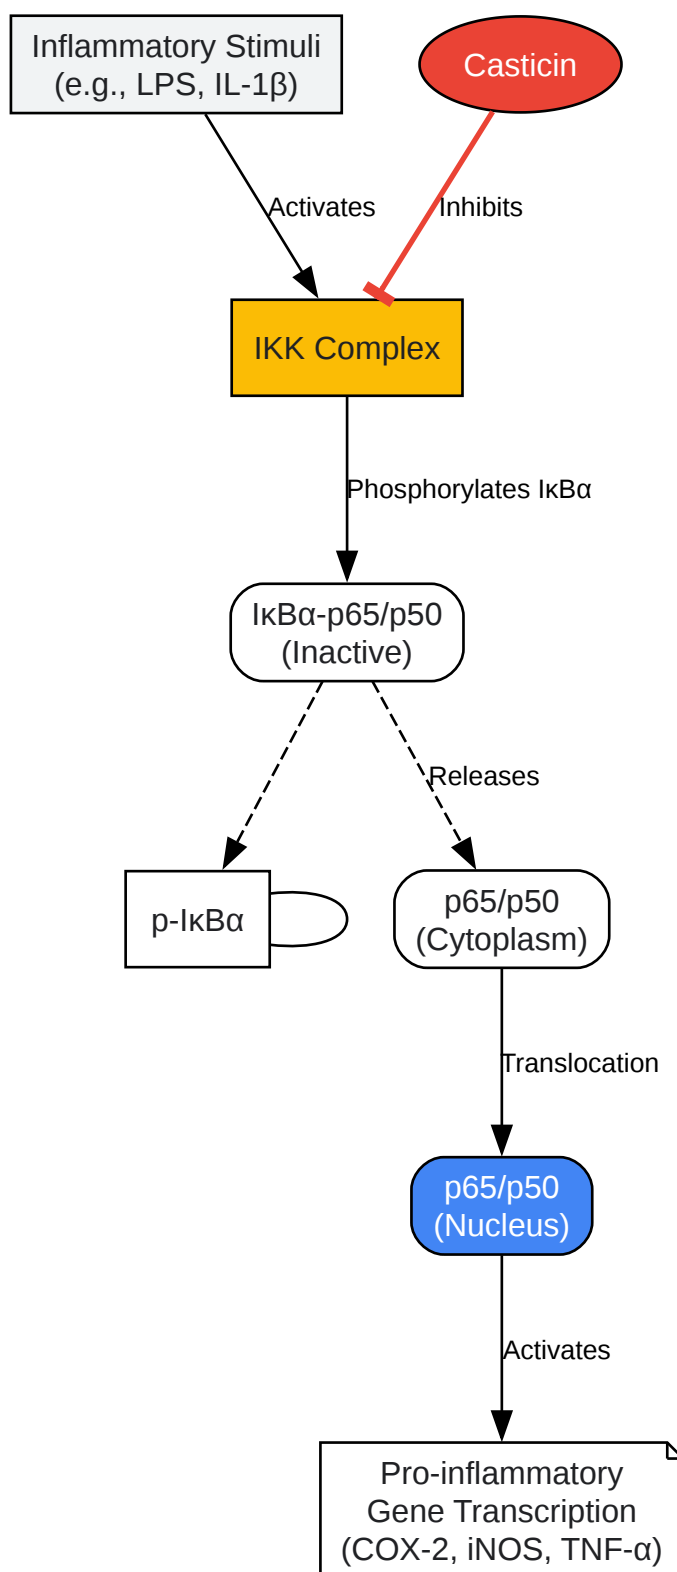 Inflammatory Stimuli
(e.g., LPS, IL-1β)
Casticin
Activates
Inhibits
IKK Complex
Phosphorylates IκBα
IκBα-p65/p50
(Inactive)
Releases
p-IκBα
p65/p50
(Cytoplasm)
Translocation
p65/p50
(Nucleus)
Activates
Pro-inflammatory
Gene Transcription
(COX-2, iNOS, TNF-α)